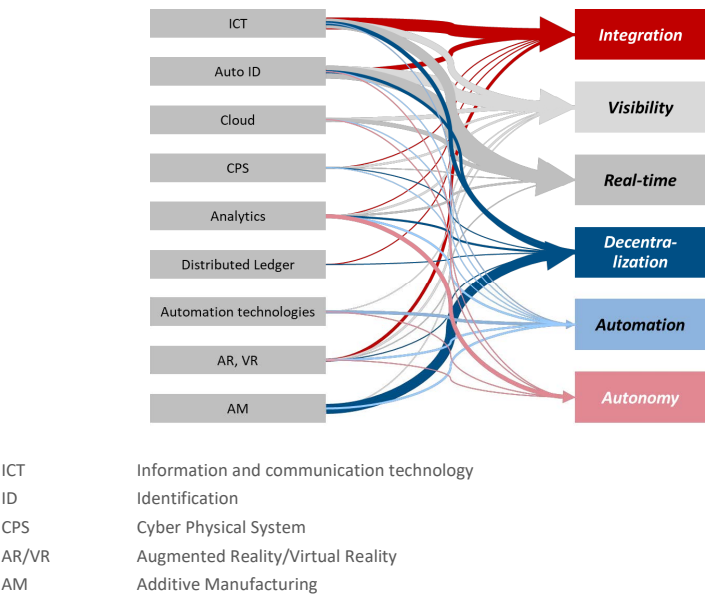 ICT
Auto ID
Cloud
CPS
Analytics
Distributed Ledger
Automation technologies
AR, VR
AM
Integration
Visibility
Real-time
Decentra-
lization
Automation
Autonomy
ICT Information and communication technology
ID Identification
CPS Cyber Physical System
AR/VR Augmented Reality/Virtual Reality
AM Additive Manufacturing